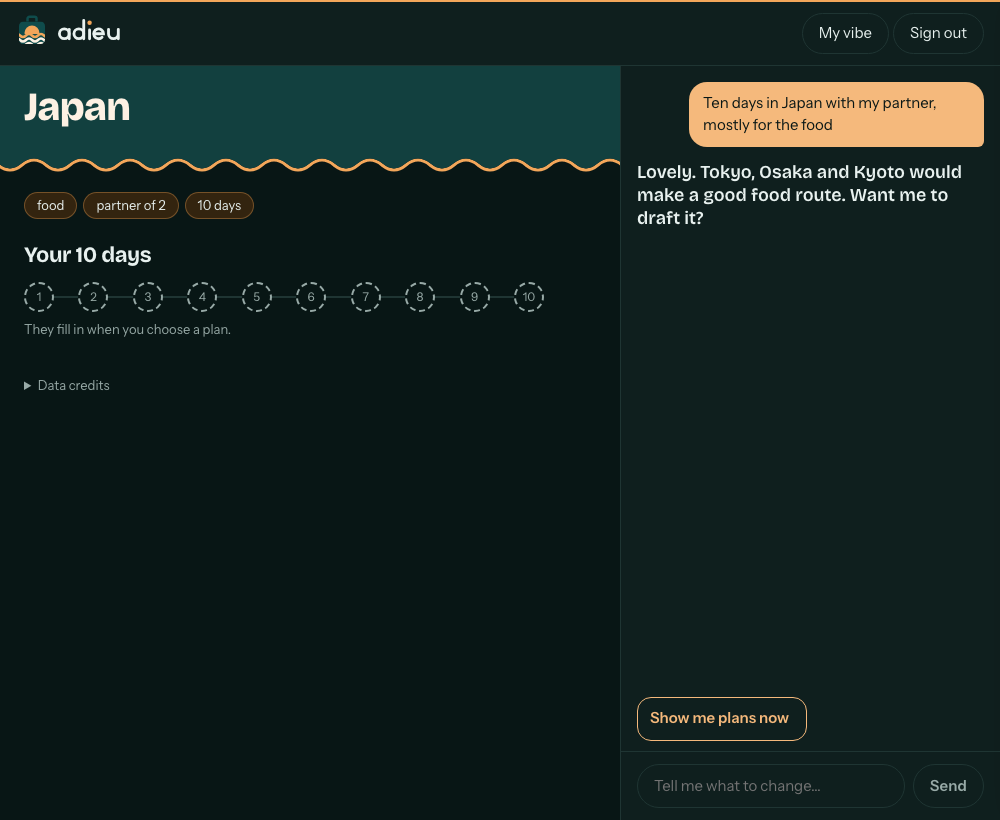 adieu
My vibe
Sign out
Japan
food
partner of 2
10 days
Your 10 days
1 2 3 4 5 6 7 8 9 10
They fill in when you choose a plan.
Data credits
Ten days in Japan with my partner,
mostly for the food
Lovely. Tokyo, Osaka and Kyoto would
make a good food route. Want me to
draft it?
Show me plans now
Tell me what to change...
Send